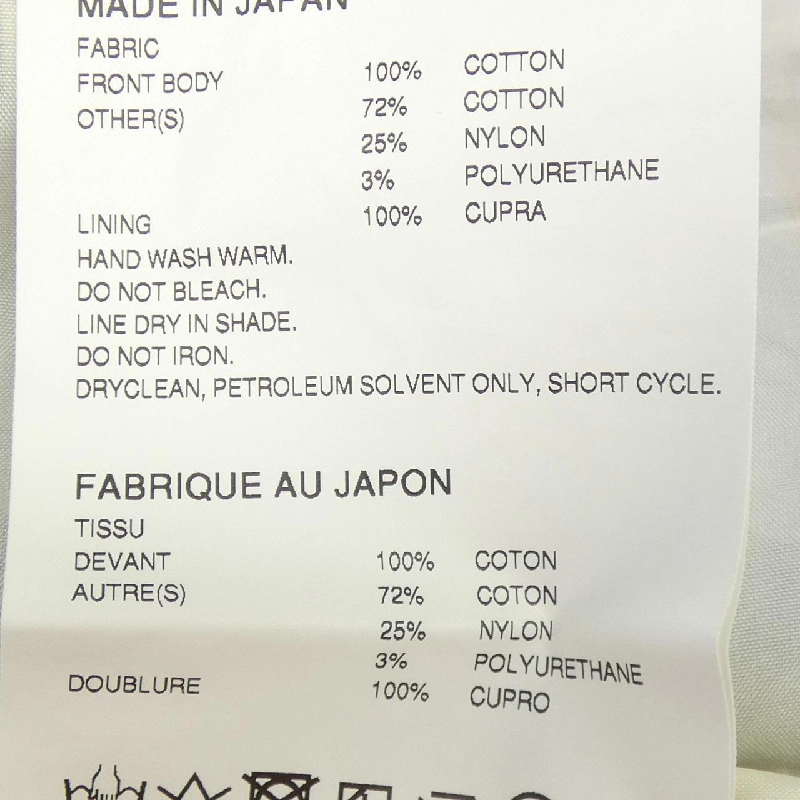 MADE IN JAPAN
FABRIC
FRONT BODY 100% COTTON
OTHER(S) 72% COTTON
25% NYLON
3% POLYURETHANE
LINING 100% CUPRA
HAND WASH WARM.
DO NOT BLEACH.
LINE DRY IN SHADE.
DO NOT IRON.
DRYCLEAN, PETROLEUM SOLVENT ONLY, SHORT CYCLE.
FABRIQUE AU JAPON
TISSU
DEVANT 100% COTON
AUTRE(S) 72% COTON
25% NYLON
3% POLYURETHANE
DOUBLURE 100% CUPRO